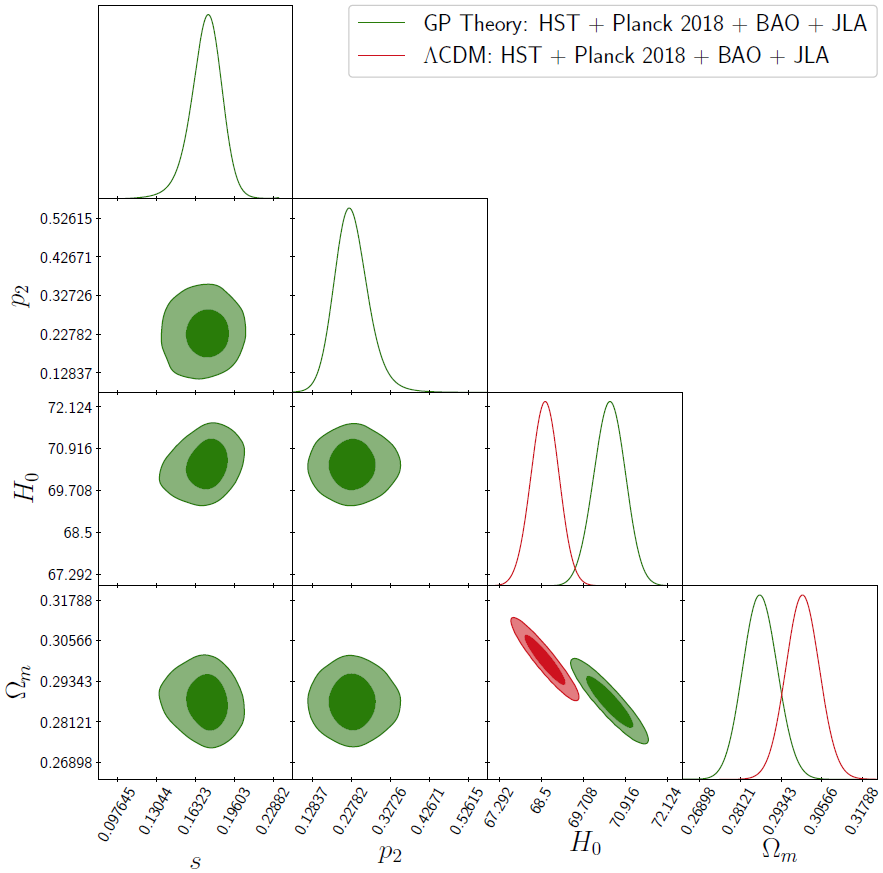 GP Theory: HST + Planck 2018 + BAO + JLA
ΛCDM: HST + Planck 2018 + BAO + JLA
0.52615
0.42671
0.32726
0.22782
0.12837
p₂
72.124
70.916
69.708
68.5
67.292
H₀
0.31788
0.30566
0.29343
0.28121
0.26898
Ωₘ
0.097645 0.13044 0.16323 0.19603 0.22882 0.12837 0.22782 0.32726 0.42671 0.52615 67.292 68.5 69.708 70.916 72.124 0.26898 0.28121 0.29343 0.30566 0.31788
s p₂ H₀ Ωₘ